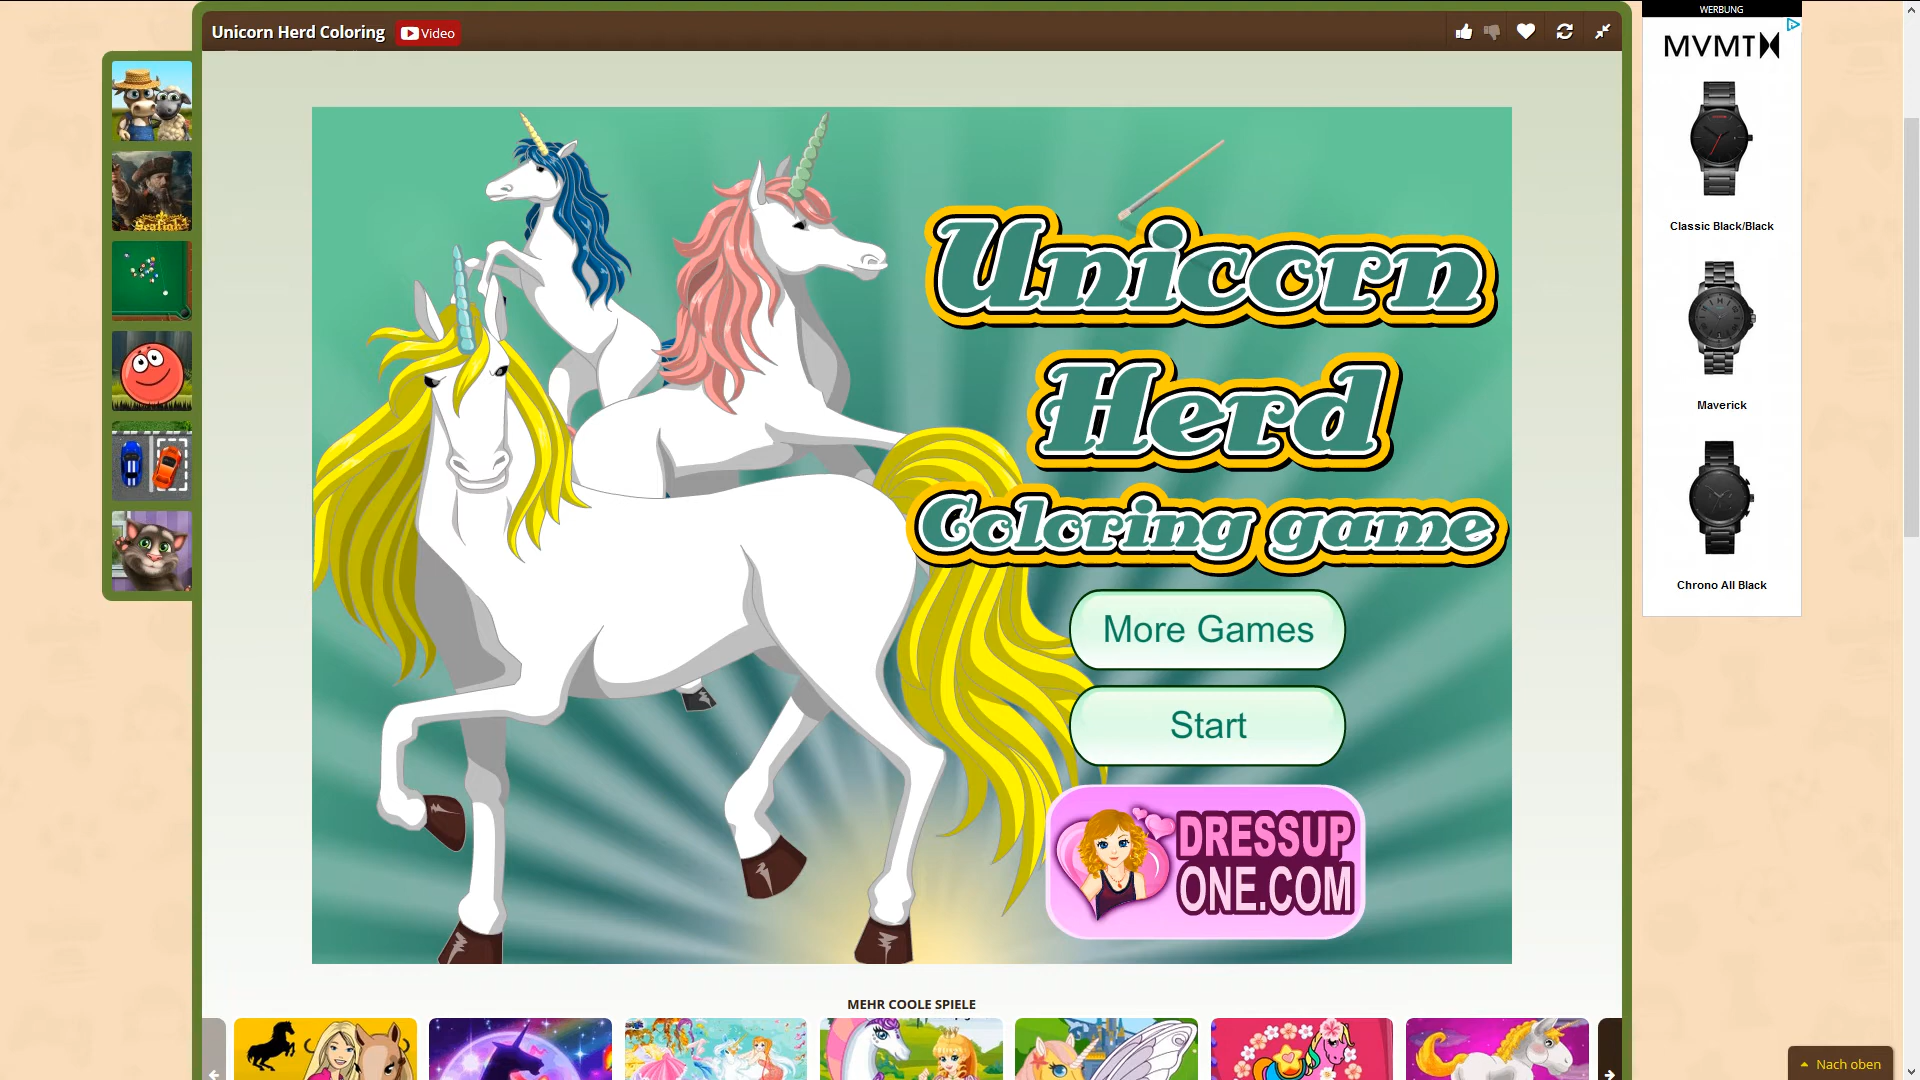 Unicorn Herd Coloring
Video
WERBUNG
MVMT
Classic Black/Black
Maverick
Chrono All Black
Seafight
Unicorn
Herd
Coloring game
More Games
Start
DRESSUP
ONE.COM
MEHR COOLE SPIELE
Nach oben